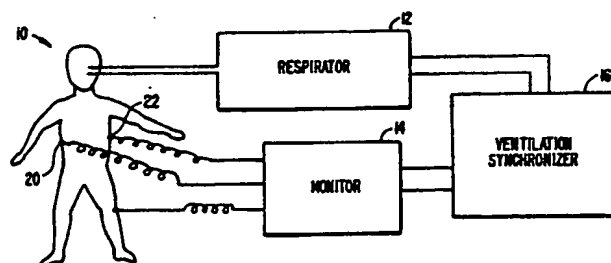 10
12
RESPIRATOR
16
22
14
VENTILATION
SYNCHRONIZER
20
MONITOR